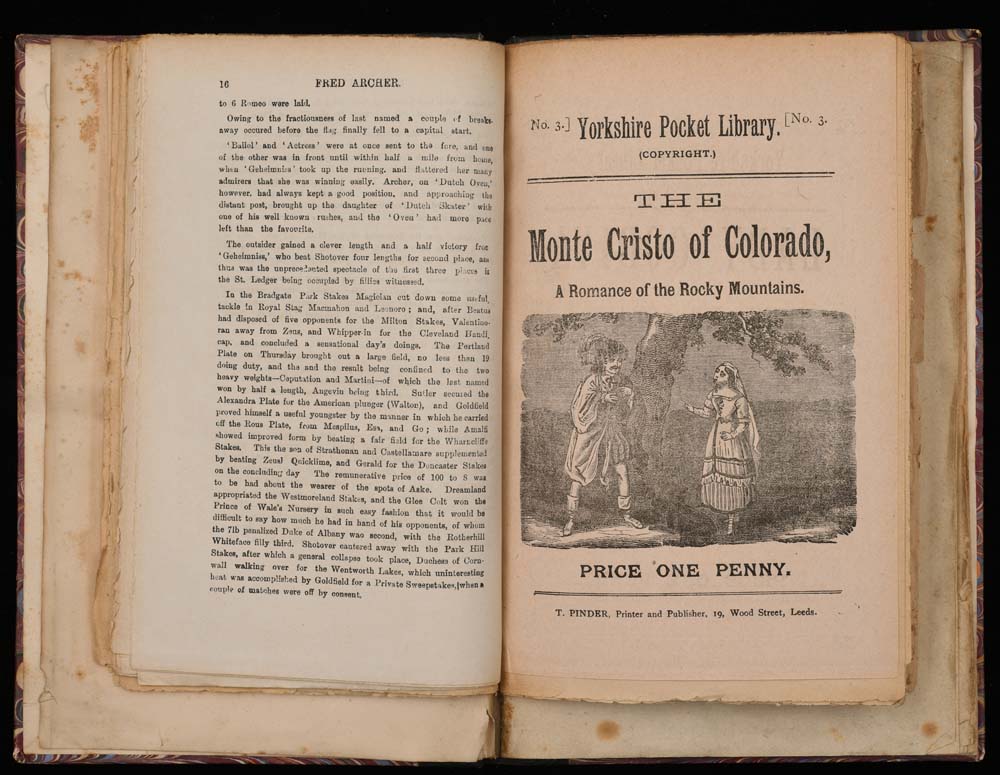 16 FRED ARCHER.
to 6 Romeo were laid.
Owing to the fractiousness of last named a couple of breaks-
away occured before the flag finally fell to a capital start.
'Baliol' and 'Actress' were at once sent to the fore, and one
of the other was in front until within half a mile from home,
when 'Geheimniss' took up the running, and flattered her many
admirers that she was winning easily. Archer, on 'Dutch Oven,'
however, had always kept a good position, and approaching the
distant post, brought up the daughter of 'Dutch Skater' with
one of his well known rushes, and the 'Oven' had more pace
left than the favourite.
The outsider gained a clever length and a half victory from
'Geheimniss,' who beat Shotover four lengths for second place, and
thus was the unprecedented spectacle of the first three places in
the St. Ledger being occupied by fillies witnessed.
In the Bradgate Park Stakes Magician cut down some useful
tackle in Royal Stag Macmahon and Leonore ; and, after Beatus
had disposed of five opponents for the Milton Stakes, Valentino-
ran away from Zeus, and Whipper-in for the Cleveland Handi.
cap, and concluded a sensational day's doings. The Portland
Plate on Thursday brought out a large field, no less than 19
doing duty, and the and the result being confined to the two
heavy weights—Reputation and Martini—of which the last named
won by half a length, Angevin being third. Sutler secured the
Alexandra Plate for the American plunger (Walton), and Goldfield
proved himself a useful youngster by the manner in which he carried
off the Rous Plate, from Mespilus, Esa, and Go ; while Amalfi
showed improved form by beating a fair field for the Wharncliffe
Stakes. This the son of Strathonan and Castellamare supplemented
by beating Zeus! Quicklime, and Gerald for the Doncaster Stakes
on the concluding day The remunerative price of 100 to 8 was
to be had about the wearer of the spots of Aske. Dreamland
appropriated the Westmoreland Stakes, and the Glee Colt won the
Prince of Wale's Nursery in such easy fashion that it would be
difficult to say how much he had in hand of his opponents, of whom
the 7lb penalized Duke of Albany was second, with the Rotherhill
Whiteface filly third. Shotover cantered away with the Park Hill
Stakes, after which a general collapse took place, Duchess of Corn-
wall walking over for the Wentworth Lakes, which uninteresting
heat was accomplished by Goldfield for a Private Sweepstakes, when a
couple of matches were off by consent.
No. 3.] Yorkshire Pocket Library. [No. 3.
(COPYRIGHT.)
THE
Monte Cristo of Colorado,
A Romance of the Rocky Mountains.
PRICE ONE PENNY.
T. PINDER, Printer and Publisher, 19, Wood Street, Leeds.